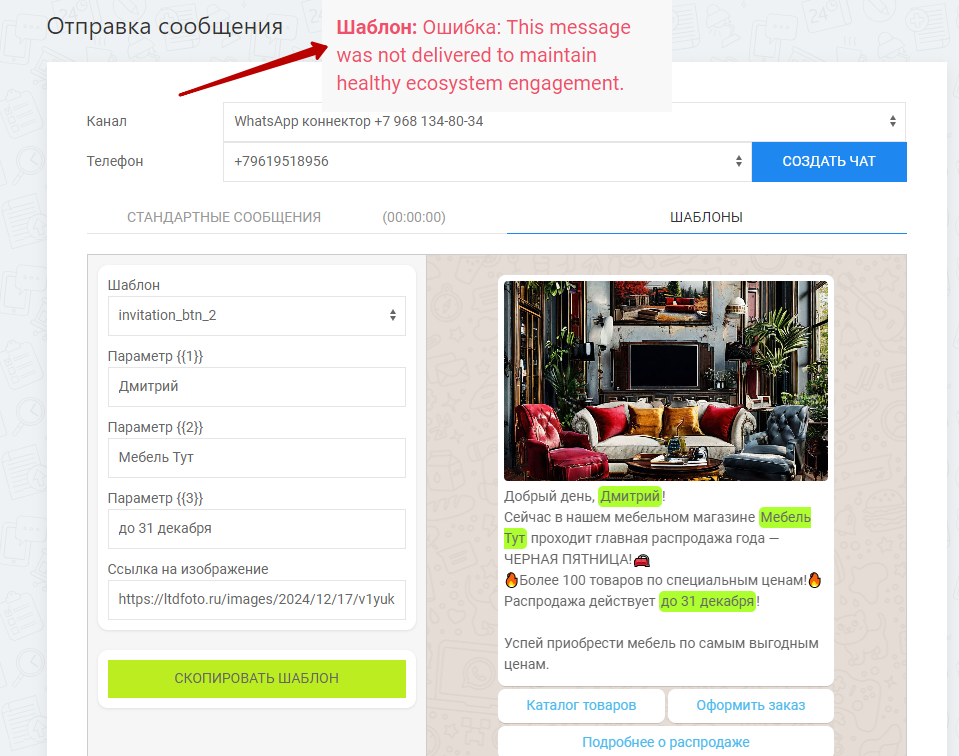 Отправка сообщения
Шаблон: Ошибка: This message
was not delivered to maintain
healthy ecosystem engagement.
Канал
WhatsApp коннектор +7 968 134-80-34
Телефон
+79619518956
СОЗДАТЬ ЧАТ
СТАНДАРТНЫЕ СООБЩЕНИЯ (00:00:00)
ШАБЛОНЫ
Шаблон
invitation_btn_2
Параметр {{1}}
Дмитрий
Параметр {{2}}
Мебель Тут
Параметр {{3}}
до 31 декабря
Ссылка на изображение
https://ltdfoto.ru/images/2024/12/17/v1yuk
СКОПИРОВАТЬ ШАБЛОН
Добрый день, Дмитрий!
Сейчас в нашем мебельном магазине Мебель
Тут проходит главная распродажа года —
ЧЕРНАЯ ПЯТНИЦА!
🔥Более 100 товаров по специальным ценам!🔥
Распродажа действует до 31 декабря!
Успей приобрести мебель по самым выгодным
ценам.
Каталог товаров
Оформить заказ
Подробнее о распродаже